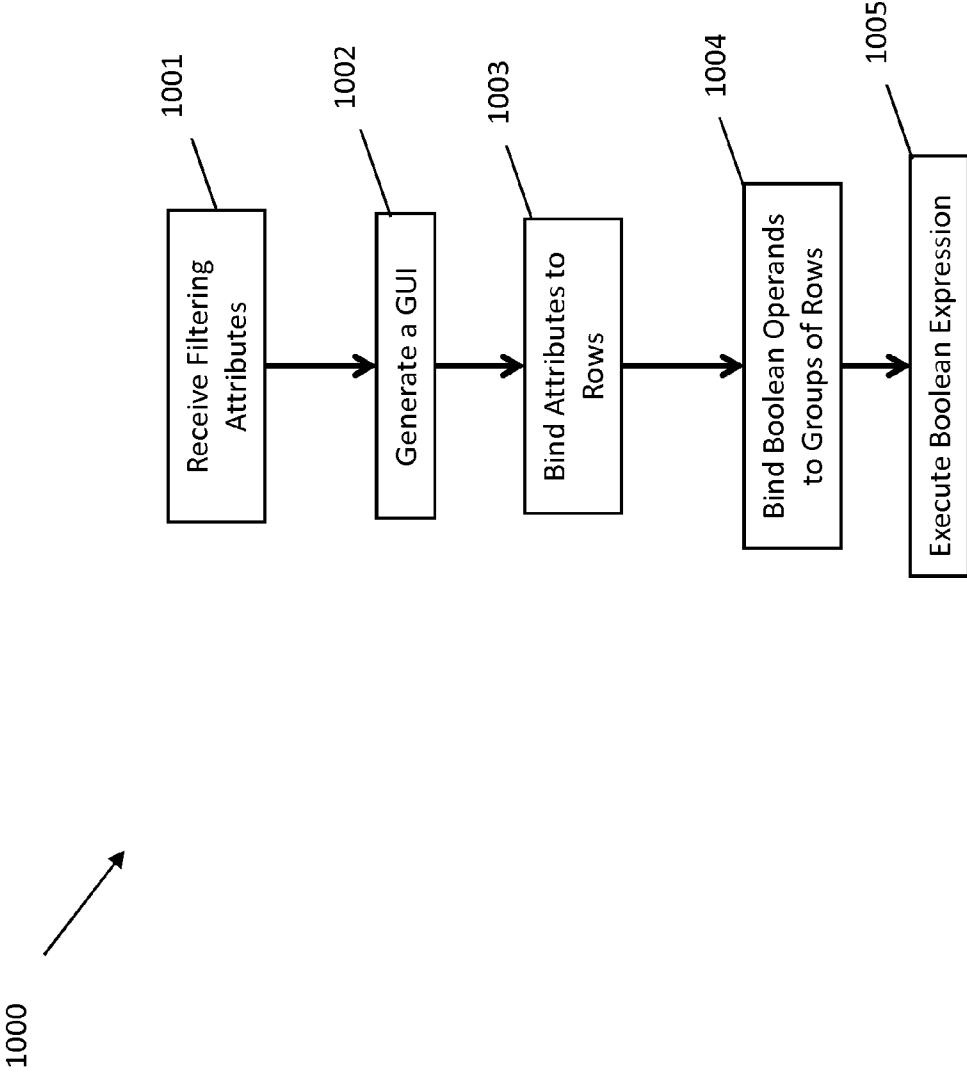 1000
1001
Receive Filtering
Attributes
1002
Generate a GUI
1003
Bind Attributes to
Rows
1004
Bind Boolean Operands
to Groups of Rows
1005
Execute Boolean Expression